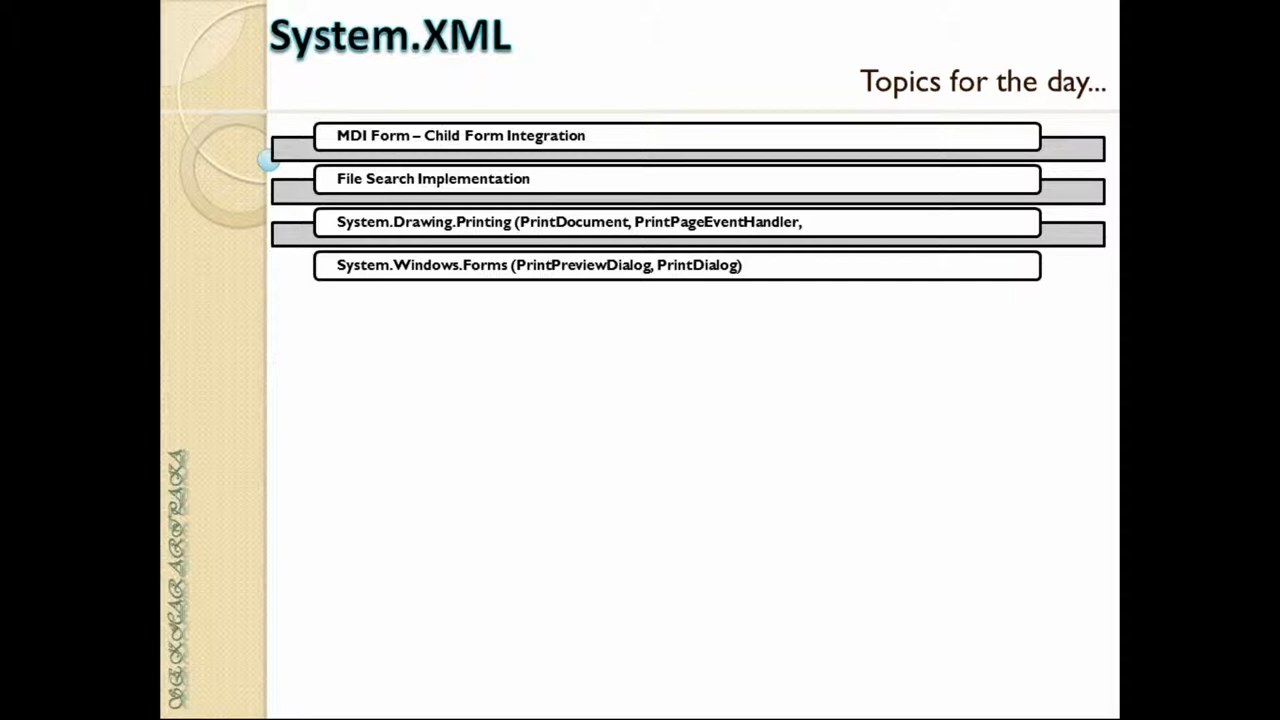 System.XML
Topics for the day...
MDI Form – Child Form Integration
File Search Implementation
System.Drawing.Printing (PrintDocument, PrintPageEventHandler,
System.Windows.Forms (PrintPreviewDialog, PrintDialog)